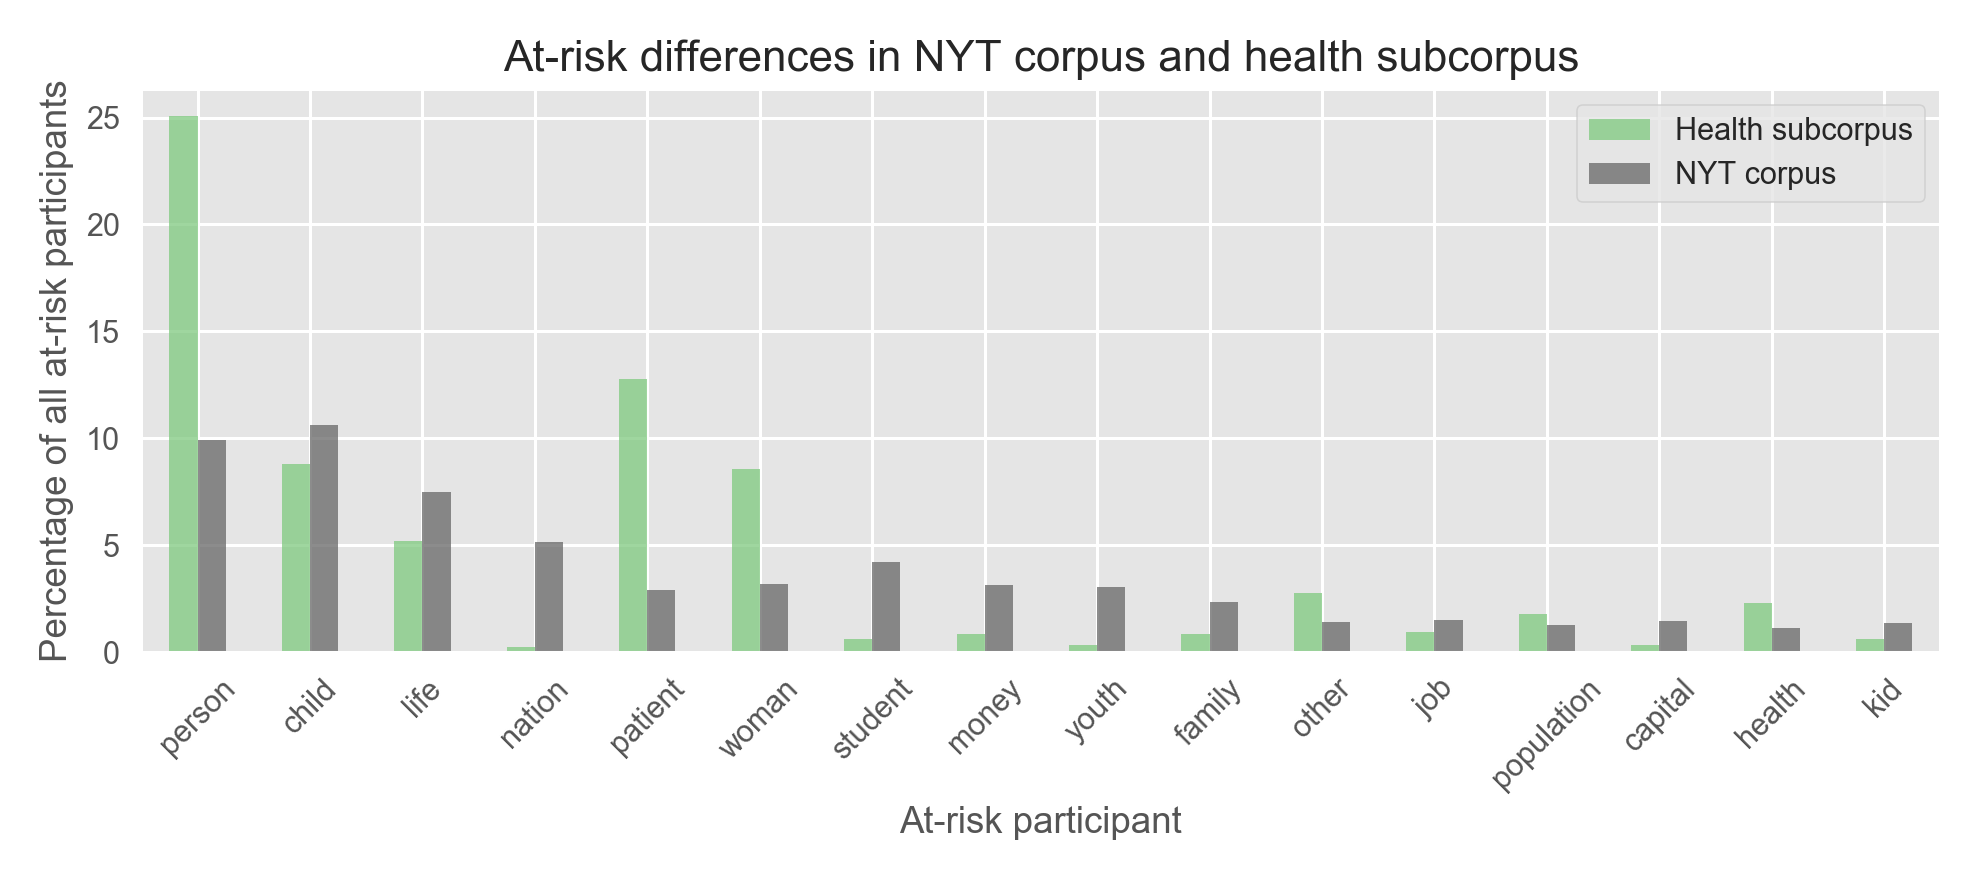 At-risk differences in NYT corpus and health subcorpus
Percentage of all at-risk participants
25
20
15
10
5
0
Health subcorpus
NYT corpus
person
child
life
nation
patient
woman
student
money
youth
family
other
job
population
capital
health
kid
At-risk participant